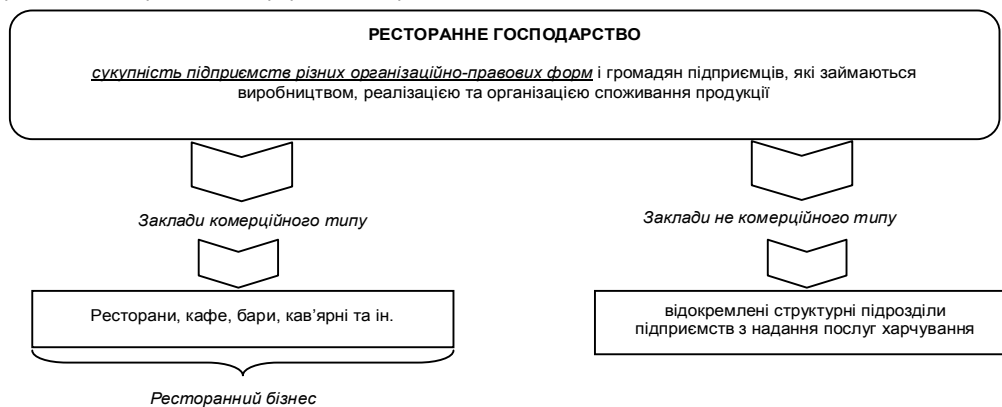 РЕСТОРАННЕ ГОСПОДАРСТВО
сукупність підприємств різних організаційно-правових форм і громадян підприємців, які займаються
виробництвом, реалізацією та організацією споживання продукції
Заклади комерційного типу
Заклади не комерційного типу
Ресторани, кафе, бари, кав’ярні та ін.
відокремлені структурні підрозділи
підприємств з надання послуг харчування
Ресторанний бізнес